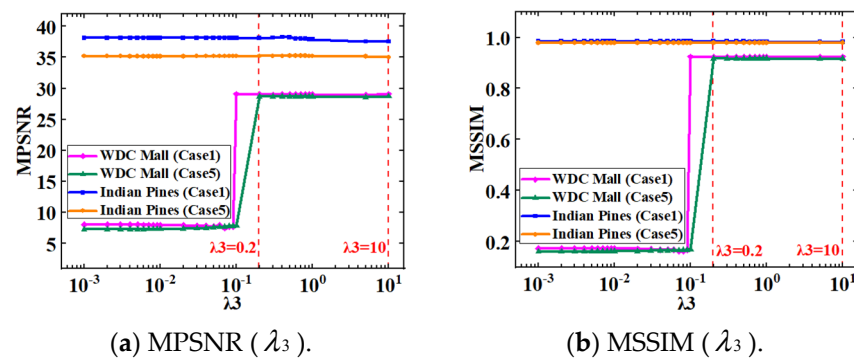 40
35
30
25
20
15
10
5
MPSNR
WDC Mall (Case1)
WDC Mall (Case5)
Indian Pines (Case1)
Indian Pines (Case5)
λ3=0.2
λ3=10
10⁻³ 10⁻² 10⁻¹ 10⁰ 10¹
λ3
(a) MPSNR ( λ₃ ).
1.0
0.8
0.6
0.4
0.2
MSSIM
WDC Mall (Case1)
WDC Mall (Case5)
Indian Pines (Case1)
Indian Pines (Case5)
λ3=0.2
λ3=10
10⁻³ 10⁻² 10⁻¹ 10⁰ 10¹
λ3
(b) MSSIM ( λ₃ ).